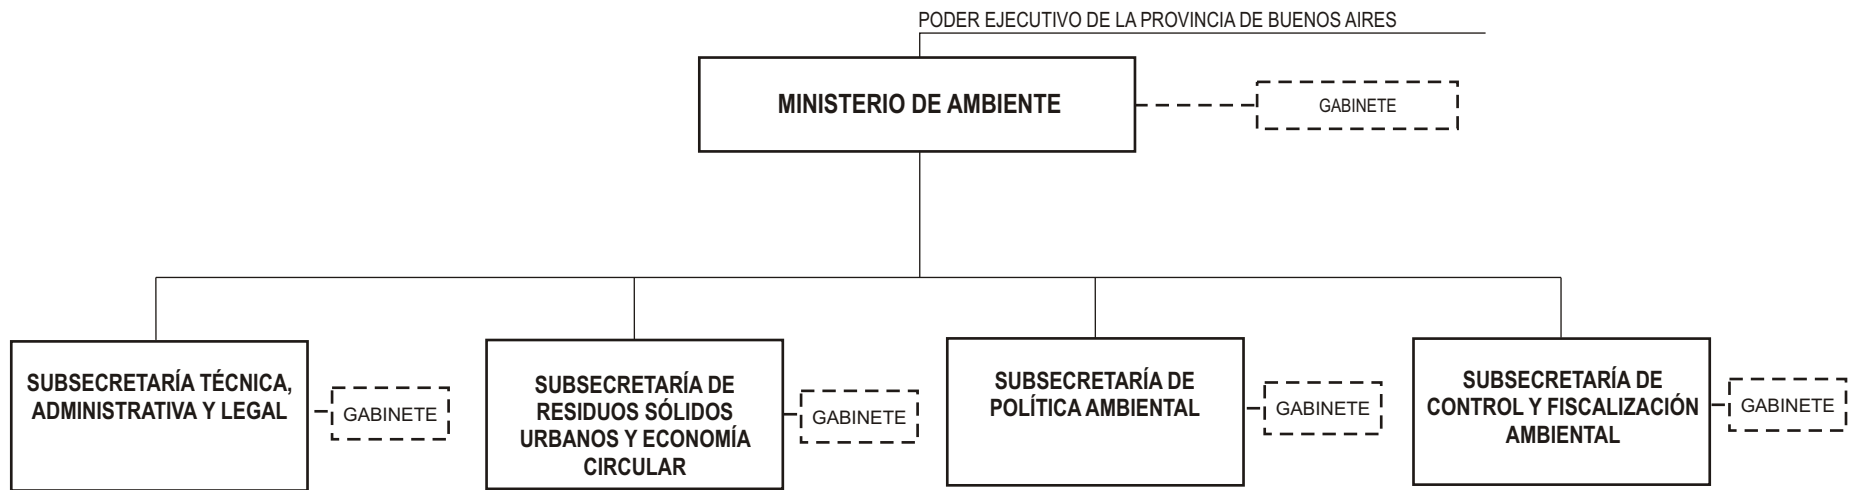 PODER EJECUTIVO DE LA PROVINCIA DE BUENOS AIRES
MINISTERIO DE AMBIENTE
GABINETE
SUBSECRETARÍA TÉCNICA,
ADMINISTRATIVA Y LEGAL
GABINETE
SUBSECRETARÍA DE
RESIDUOS SÓLIDOS
URBANOS Y ECONOMÍA
CIRCULAR
GABINETE
SUBSECRETARÍA DE
POLÍTICA AMBIENTAL
GABINETE
SUBSECRETARÍA DE
CONTROL Y FISCALIZACIÓN
AMBIENTAL
GABINETE